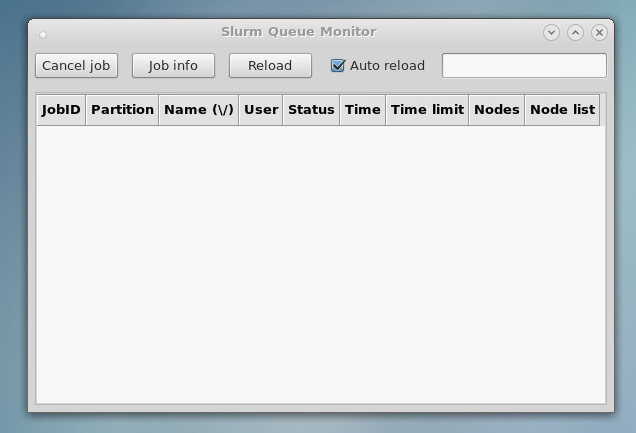 Slurm Queue Monitor
Cancel job Job info Reload Auto reload
JobID Partition Name (\/) User Status Time Time limit Nodes Node list